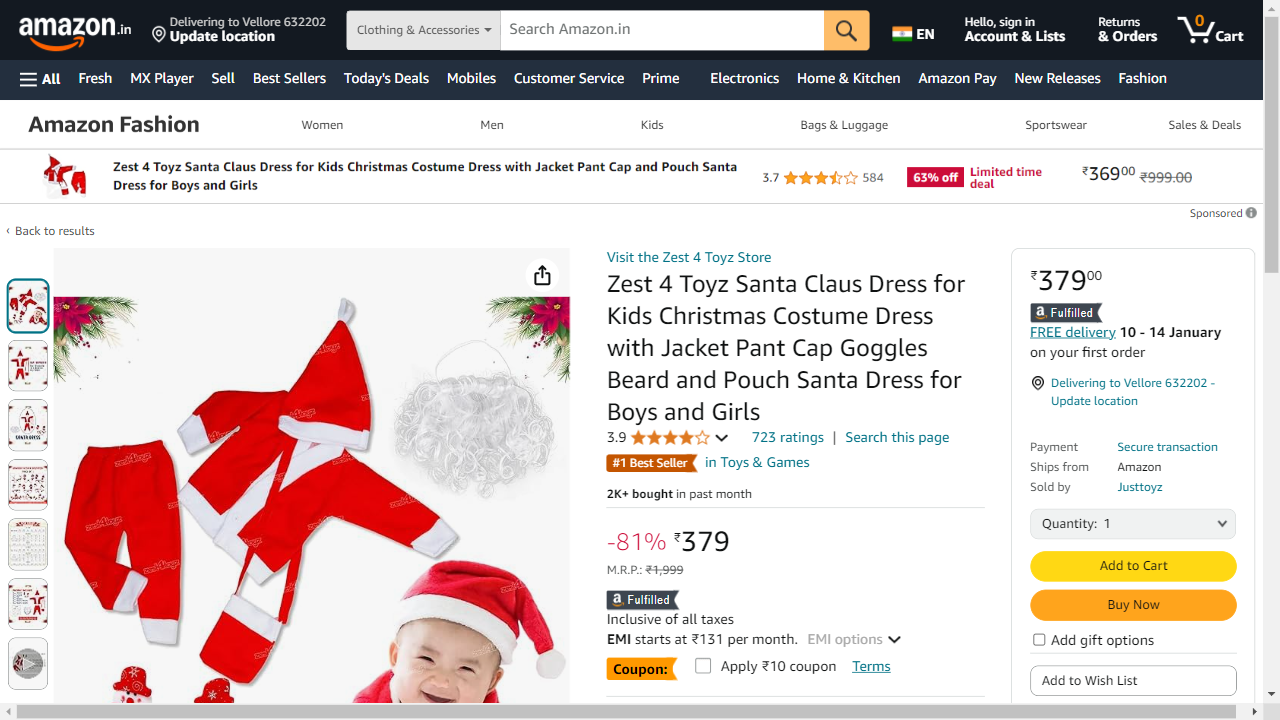 amazon.in
Delivering to Vellore 632202
Update location
Clothing & Accessories
Search Amazon.in
EN
Hello, sign in
Account & Lists
Returns
& Orders
0
Cart
All
Fresh
MX Player
Sell
Best Sellers
Today's Deals
Mobiles
Customer Service
Prime
Electronics
Home & Kitchen
Amazon Pay
New Releases
Fashion
Amazon Fashion
Women
Men
Kids
Bags & Luggage
Sportswear
Sales & Deals
Zest 4 Toyz Santa Claus Dress for Kids Christmas Costume Dress with Jacket Pant Cap and Pouch Santa
Dress for Boys and Girls
3.7
584
63% off
Limited time
deal
₹36900 ₹999.00
Sponsored
‹ Back to results
Visit the Zest 4 Toyz Store
Zest 4 Toyz Santa Claus Dress for
Kids Christmas Costume Dress
with Jacket Pant Cap Goggles
Beard and Pouch Santa Dress for
Boys and Girls
3.9
723 ratings | Search this page
#1 Best Seller in Toys & Games
2K+ bought in past month
-81% ₹379
M.R.P.: ₹1,999
a Fulfilled
Inclusive of all taxes
EMI starts at ₹131 per month. EMI options
Coupon: Apply ₹10 coupon Terms
₹37900
a Fulfilled
FREE delivery 10 - 14 January
on your first order
Delivering to Vellore 632202 -
Update location
Payment Secure transaction
Ships from Amazon
Sold by Justtoyz
Quantity: 1
Add to Cart
Buy Now
Add gift options
Add to Wish List
zest4toyz
zest4toyz
zest4toyz
zest4toyz
zest4toyz
zest4toyz
zest4toyz